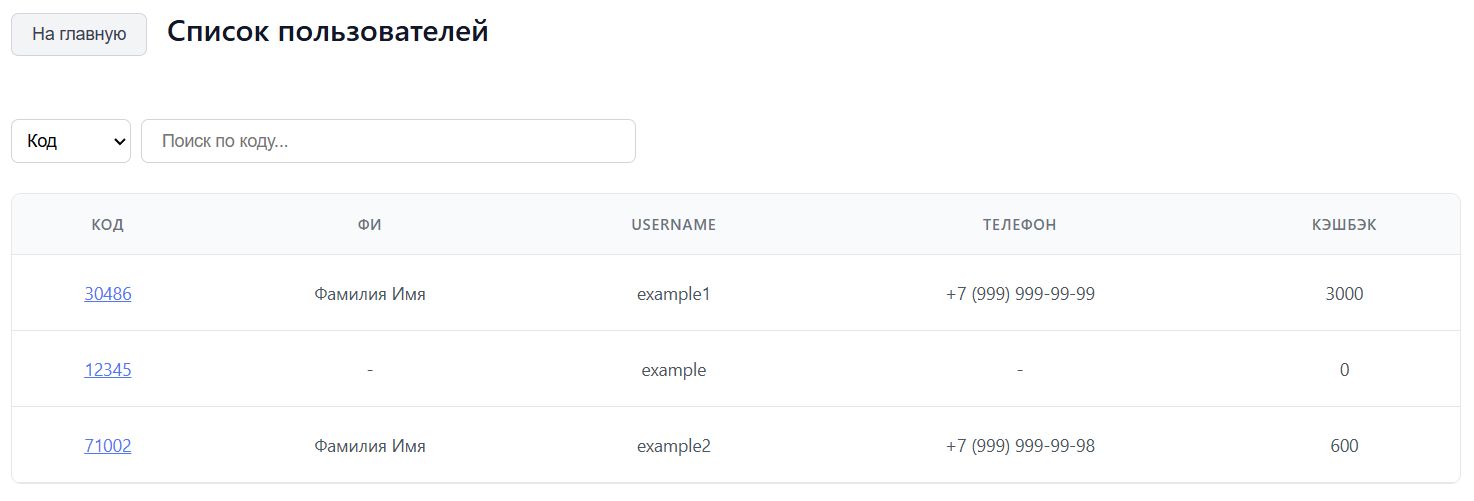 На главную Список пользователей
Код Поиск по коду...
КОД ФИ USERNAME ТЕЛЕФОН КЭШБЭК
30486 Фамилия Имя example1 +7 (999) 999-99-99 3000
12345 - example - 0
71002 Фамилия Имя example2 +7 (999) 999-99-98 600